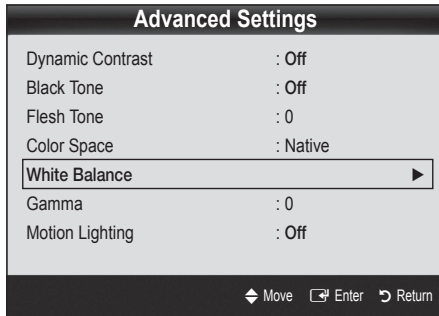 Advanced Settings
Dynamic Contrast : Off
Black Tone : Off
Flesh Tone : 0
Color Space : Native
White Balance ▶
Gamma : 0
Motion Lighting : Off
Move Enter Return